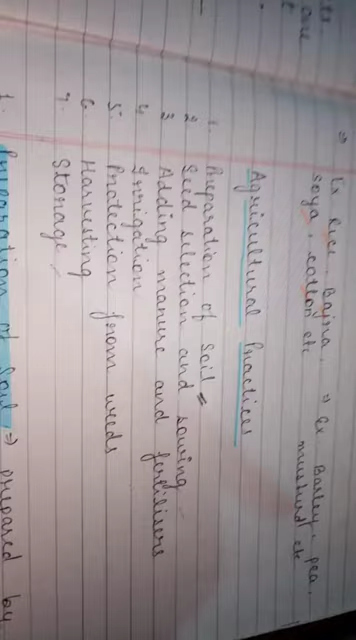 ⇒ Ex Rice, Bajra, ⇒ Ex Barley, pea,
soya, cotton etc mustard etc
Agricultural Practices
1. Preparation of Soil
2. Seed selection and sowing
3 Adding manure and fertilisers
4 Irrigation
5. Protection from weeds
6. Harvesting
7. Storage
1. Preparation of Soil ⇒ prepared by